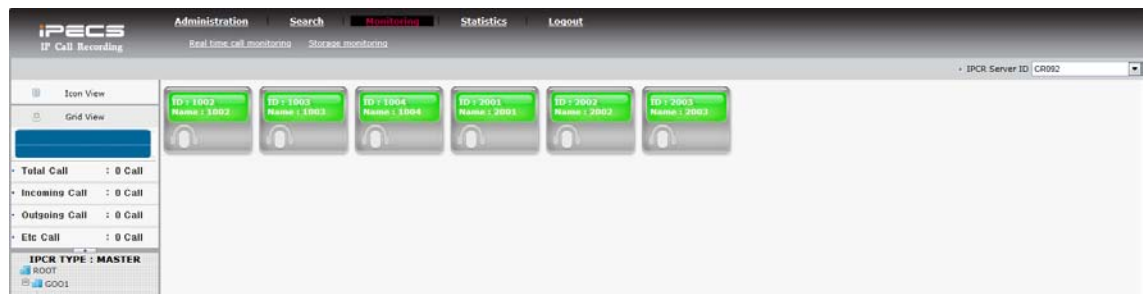 iPECS
IP Call Recording
Administration Search Monitoring Statistics Logout
Real time call monitoring Storage monitoring
IPCR Server ID CR092
Icon View
Grid View
Total Call : 0 Call
Incoming Call : 0 Call
Outgoing Call : 0 Call
Etc Call : 0 Call
IPCR TYPE : MASTER
ROOT
G001
ID : 1002
Name : 1002
ID : 1003
Name : 1003
ID : 1004
Name : 1004
ID : 2001
Name : 2001
ID : 2002
Name : 2002
ID : 2003
Name : 2003